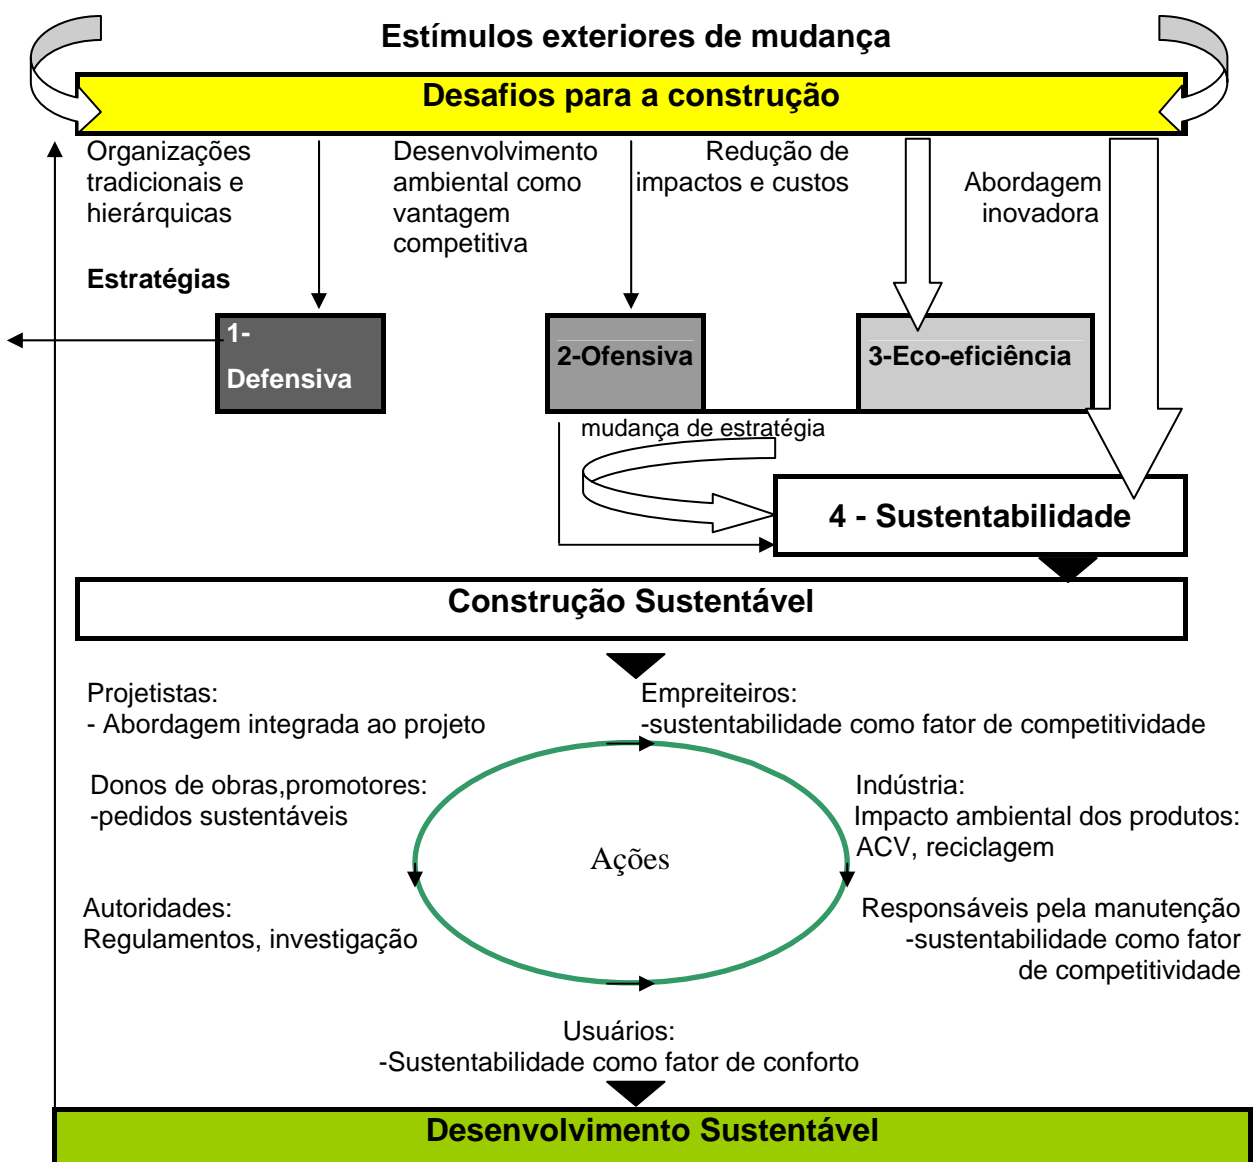 Estímulos exteriores de mudança
Desafios para a construção
Organizações
tradicionais e
hierárquicas
Desenvolvimento
ambiental como
vantagem
competitiva
Redução de
impactos e custos
Abordagem
inovadora
Estratégias
1-
Defensiva
2-Ofensiva
3-Eco-eficiência
mudança de estratégia
4 - Sustentabilidade
Construção Sustentável
Projetistas:
- Abordagem integrada ao projeto
Empreiteiros:
-sustentabilidade como fator de competitividade
Donos de obras,promotores:
-pedidos sustentáveis
Indústria:
Impacto ambiental dos produtos:
ACV, reciclagem
Ações
Autoridades:
Regulamentos, investigação
Responsáveis pela manutenção
-sustentabilidade como fator
de competitividade
Usuários:
-Sustentabilidade como fator de conforto
Desenvolvimento Sustentável